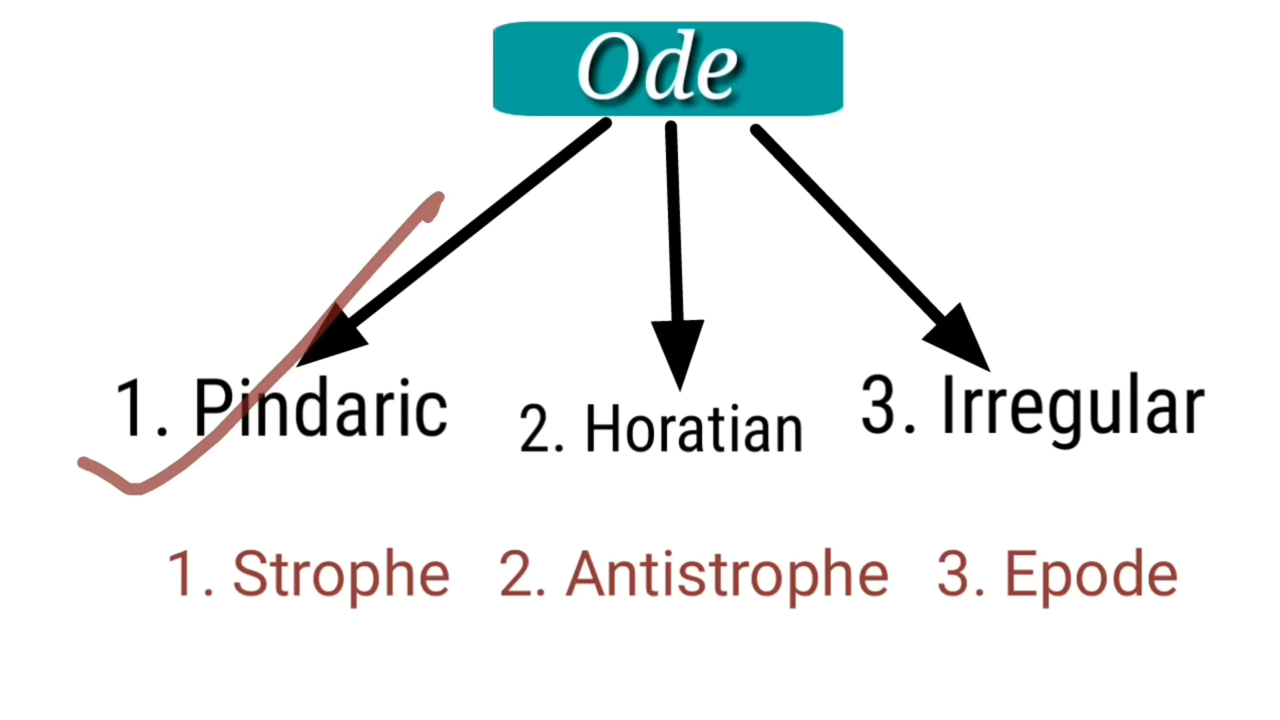 Ode
1. Pindaric 2. Horatian 3. Irregular
1. Strophe 2. Antistrophe 3. Epode